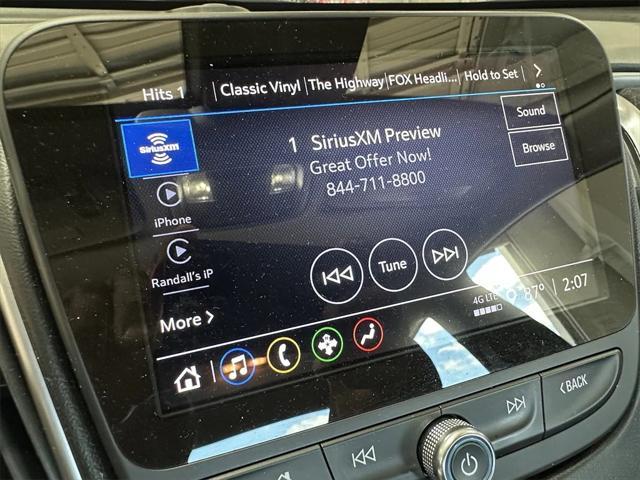 Hits 1 | Classic Vinyl | The Highway | FOX Headli... | Hold to Set | >
SiriusXM
1 SiriusXM Preview
Great Offer Now!
844-711-8800
Sound
Browse
iPhone
Randall's iP
More >
Tune
4G LTE 87° | 2:07
<BACK